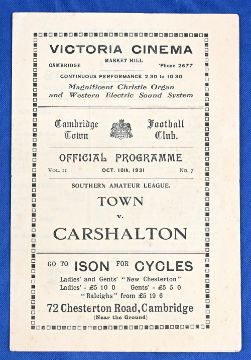 VICTORIA CINEMA
MARKET HILL
CAMBRIDGE 'Phone 2677
CONTINUOUS PERFORMANCE 2.30 to 10.30
Magnificent Christie Organ
and Western Electric Sound System
Cambridge Football
Town Club.
OFFICIAL PROGRAMME
VOL. 11 OCT. 10th, 1931 No. 7
SOUTHERN AMATEUR LEAGUE.
TOWN
v.
CARSHALTON
GO TO ISON FOR CYCLES
Ladies' and Gents' "New Chesterton"
Ladies' - £5 10 0 Gents' - £5 5 0
"Raleighs" from £5 19 6
72 Chesterton Road, Cambridge
(Near the Ground)